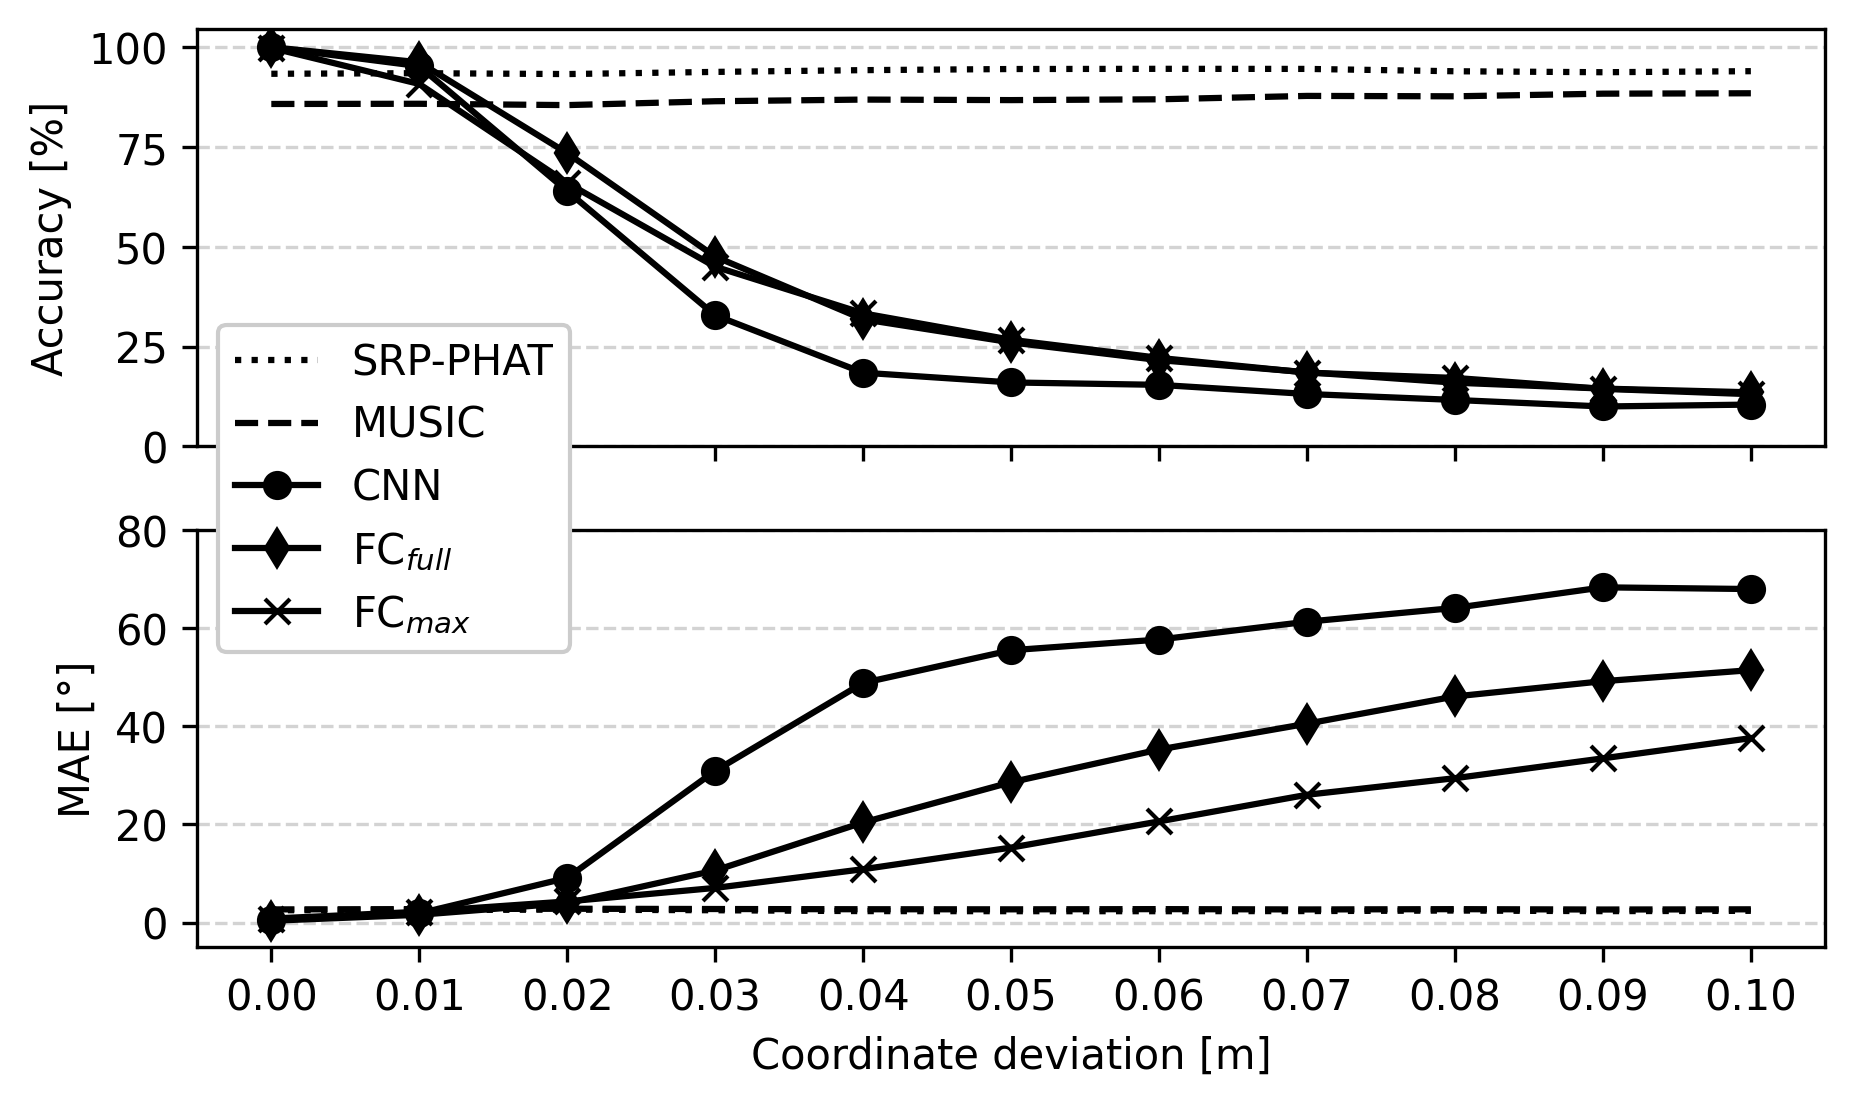 100
75
50
25
0
Accuracy [%]
SRP-PHAT
MUSIC
CNN
FCfull
FCmax
80
60
40
20
0
MAE [°]
0.00 0.01 0.02 0.03 0.04 0.05 0.06 0.07 0.08 0.09 0.10
Coordinate deviation [m]